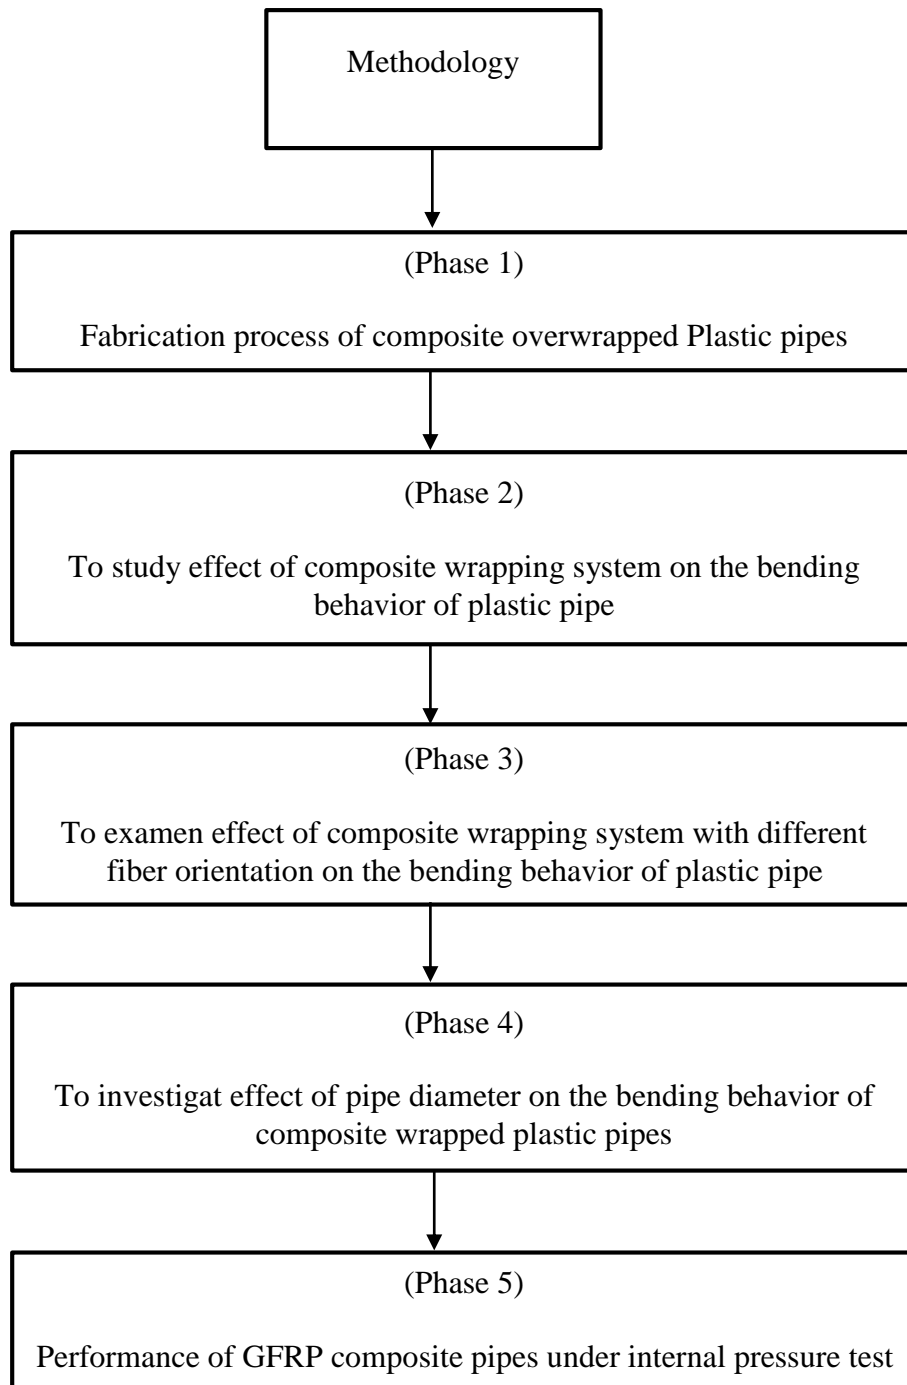 Methodology
(Phase 1)
Fabrication process of composite overwrapped Plastic pipes
(Phase 2)
To study effect of composite wrapping system on the bending
behavior of plastic pipe
(Phase 3)
To examen effect of composite wrapping system with different
fiber orientation on the bending behavior of plastic pipe
(Phase 4)
To investigat effect of pipe diameter on the bending behavior of
composite wrapped plastic pipes
(Phase 5)
Performance of GFRP composite pipes under internal pressure test